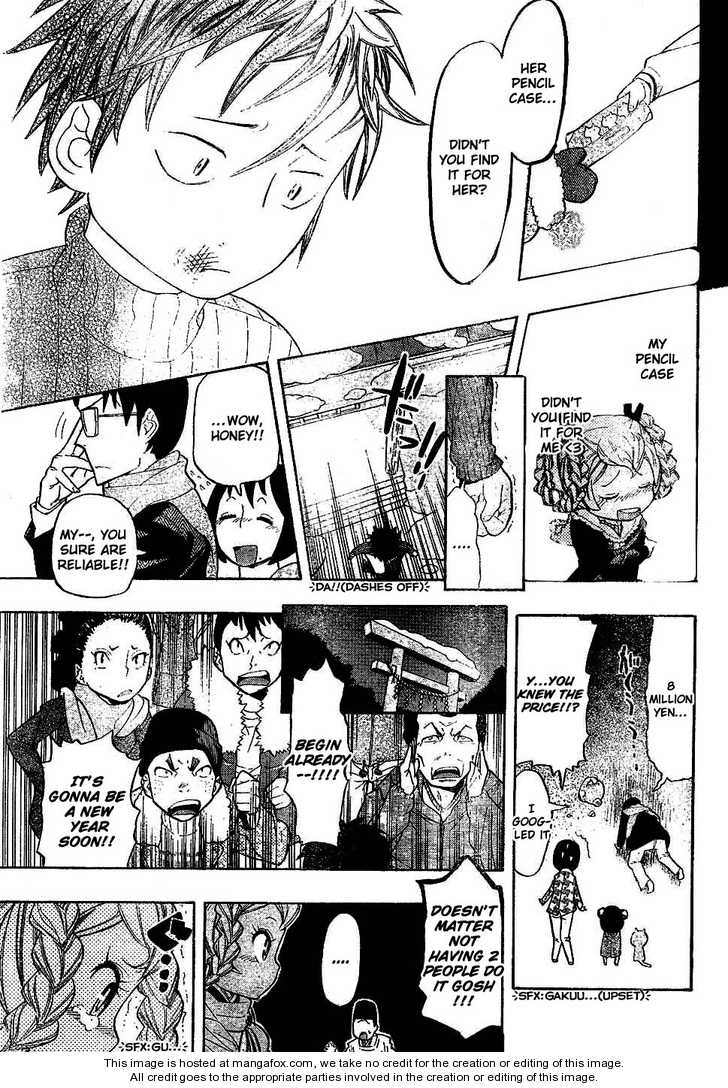 HER
PENCIL
CASE...
DIDN'T
YOU FIND
IT FOR
HER?
MY
PENCIL
CASE
DIDN'T
YOU FIND
IT FOR
ME <3
....
DA!!(DASHES OFF)
...WOW,
HONEY!!
MY--, YOU
SURE ARE
RELIABLE!!
8
MILLION
YEN...
Y...YOU
KNEW THE
PRICE!!?
I
GOOG-
LED IT
SFX:GAKUU...(UPSET)
BEGIN
ALREADY
--!!!!
IT'S
GONNA BE
A NEW
YEAR
SOON!!
DOESN'T
MATTER
NOT
HAVING 2
PEOPLE DO
IT GOSH
!!!
....
SFX:GU...
This image is hosted at mangafox.com, we take no credit for the creation or editing of this image.
All credit goes to the appropriate parties involved in the creation and editing of this image.